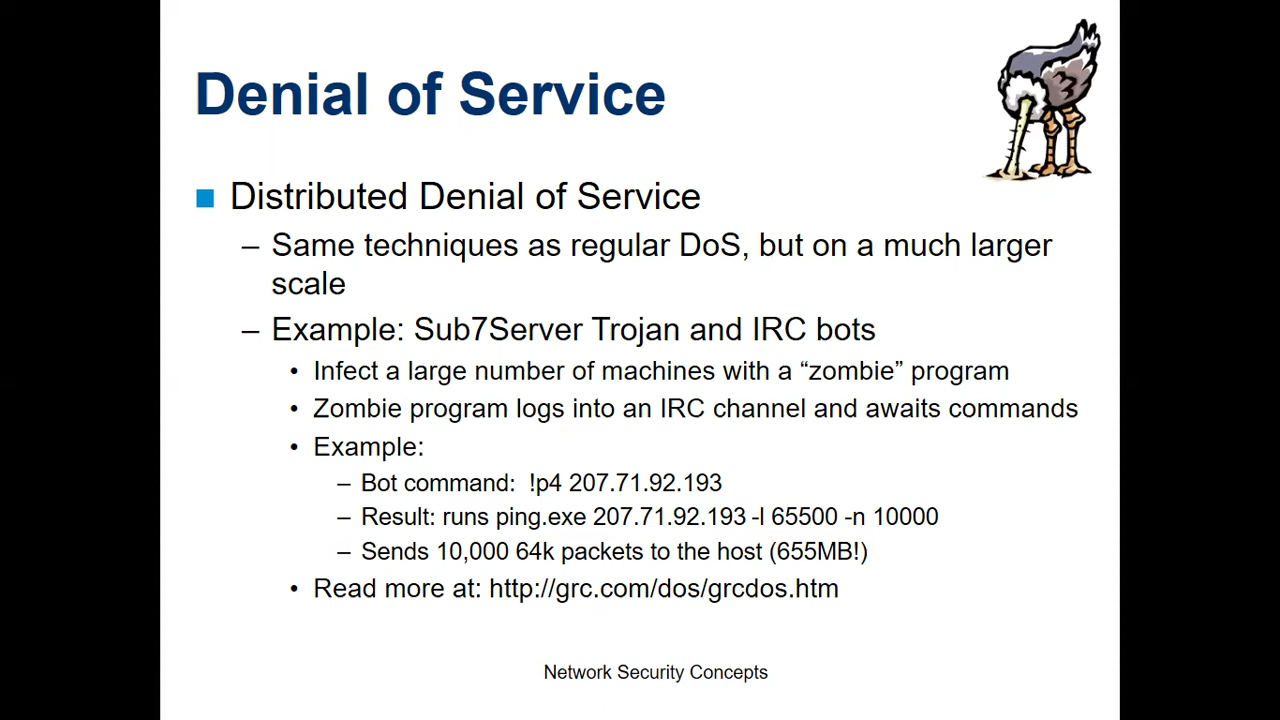 Denial of Service
■ Distributed Denial of Service
– Same techniques as regular DoS, but on a much larger
scale
– Example: Sub7Server Trojan and IRC bots
• Infect a large number of machines with a “zombie” program
• Zombie program logs into an IRC channel and awaits commands
• Example:
– Bot command: !p4 207.71.92.193
– Result: runs ping.exe 207.71.92.193 -l 65500 -n 10000
– Sends 10,000 64k packets to the host (655MB!)
• Read more at: http://grc.com/dos/grcdos.htm
Network Security Concepts